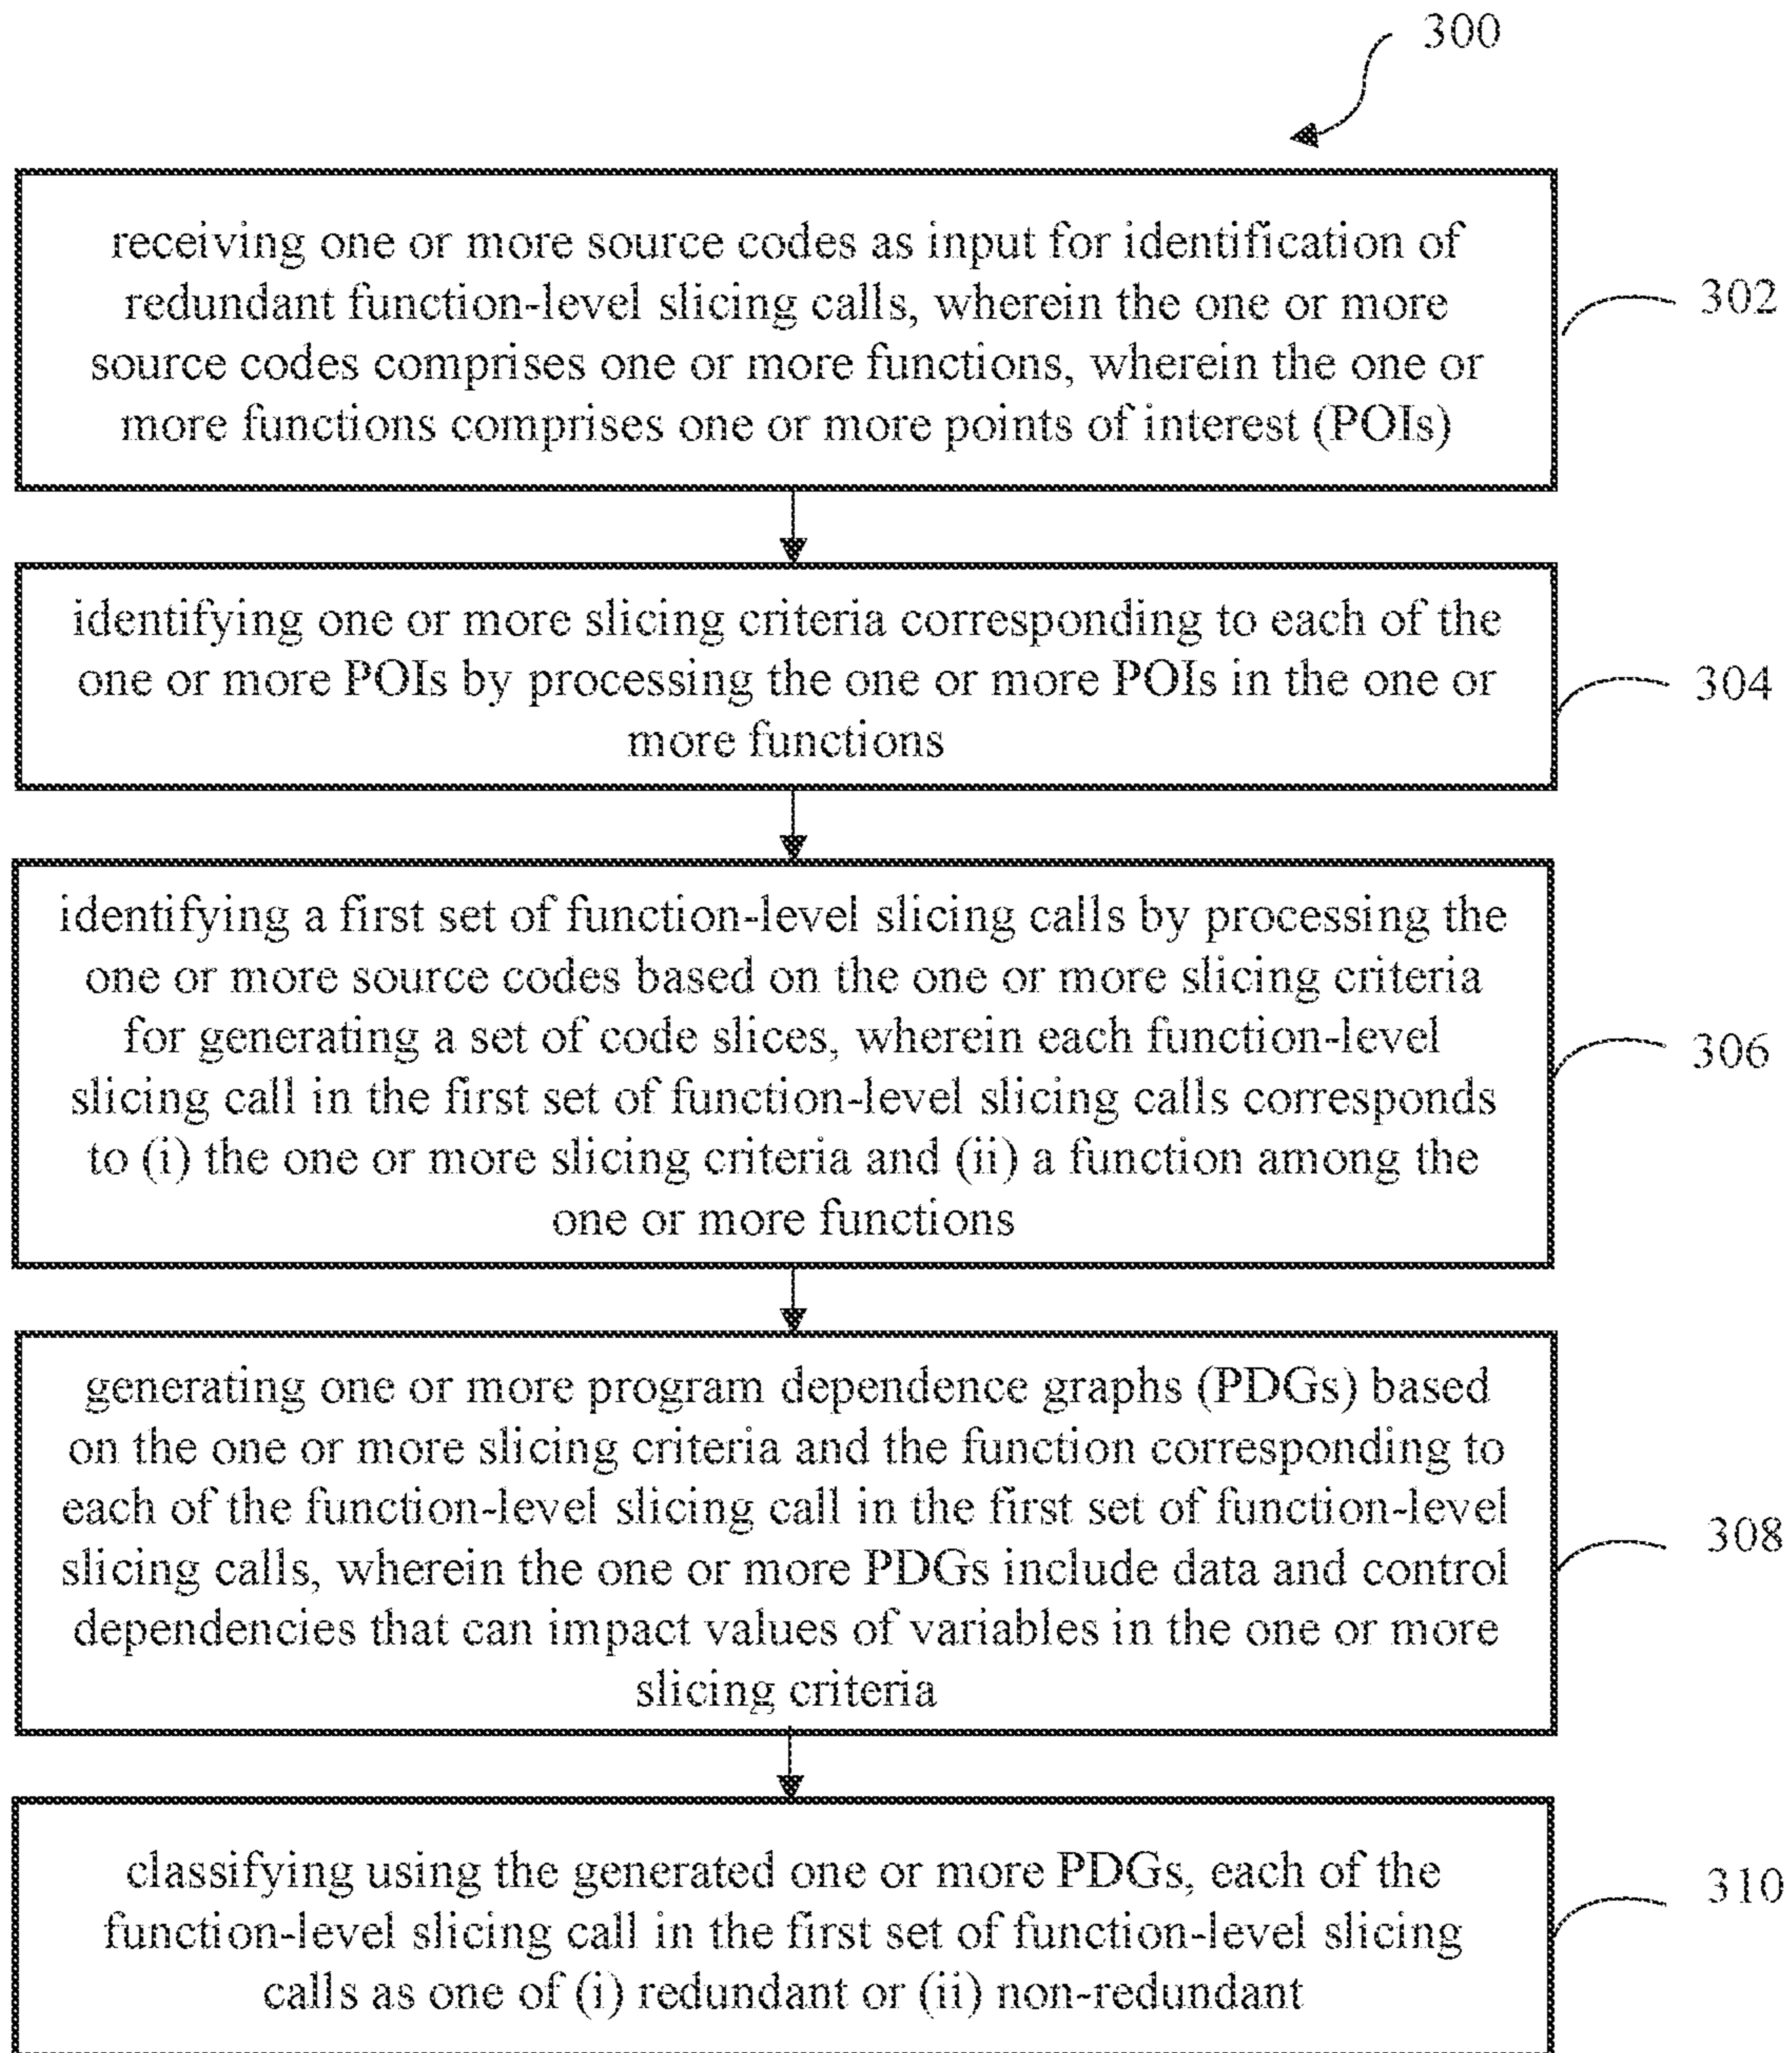 300
receiving one or more source codes as input for identification of
redundant function-level slicing calls, wherein the one or more
source codes comprises one or more functions, wherein the one or
more functions comprises one or more points of interest (POIs)
302
identifying one or more slicing criteria corresponding to each of the
one or more POIs by processing the one or more POIs in the one or
more functions
304
identifying a first set of function-level slicing calls by processing the
one or more source codes based on the one or more slicing criteria
for generating a set of code slices, wherein each function-level
slicing call in the first set of function-level slicing calls corresponds
to (i) the one or more slicing criteria and (ii) a function among the
one or more functions
306
generating one or more program dependence graphs (PDGs) based
on the one or more slicing criteria and the function corresponding to
each of the function-level slicing call in the first set of function-level
slicing calls, wherein the one or more PDGs include data and control
dependencies that can impact values of variables in the one or more
slicing criteria
308
classifying using the generated one or more PDGs, each of the
function-level slicing call in the first set of function-level slicing
calls as one of (i) redundant or (ii) non-redundant
310